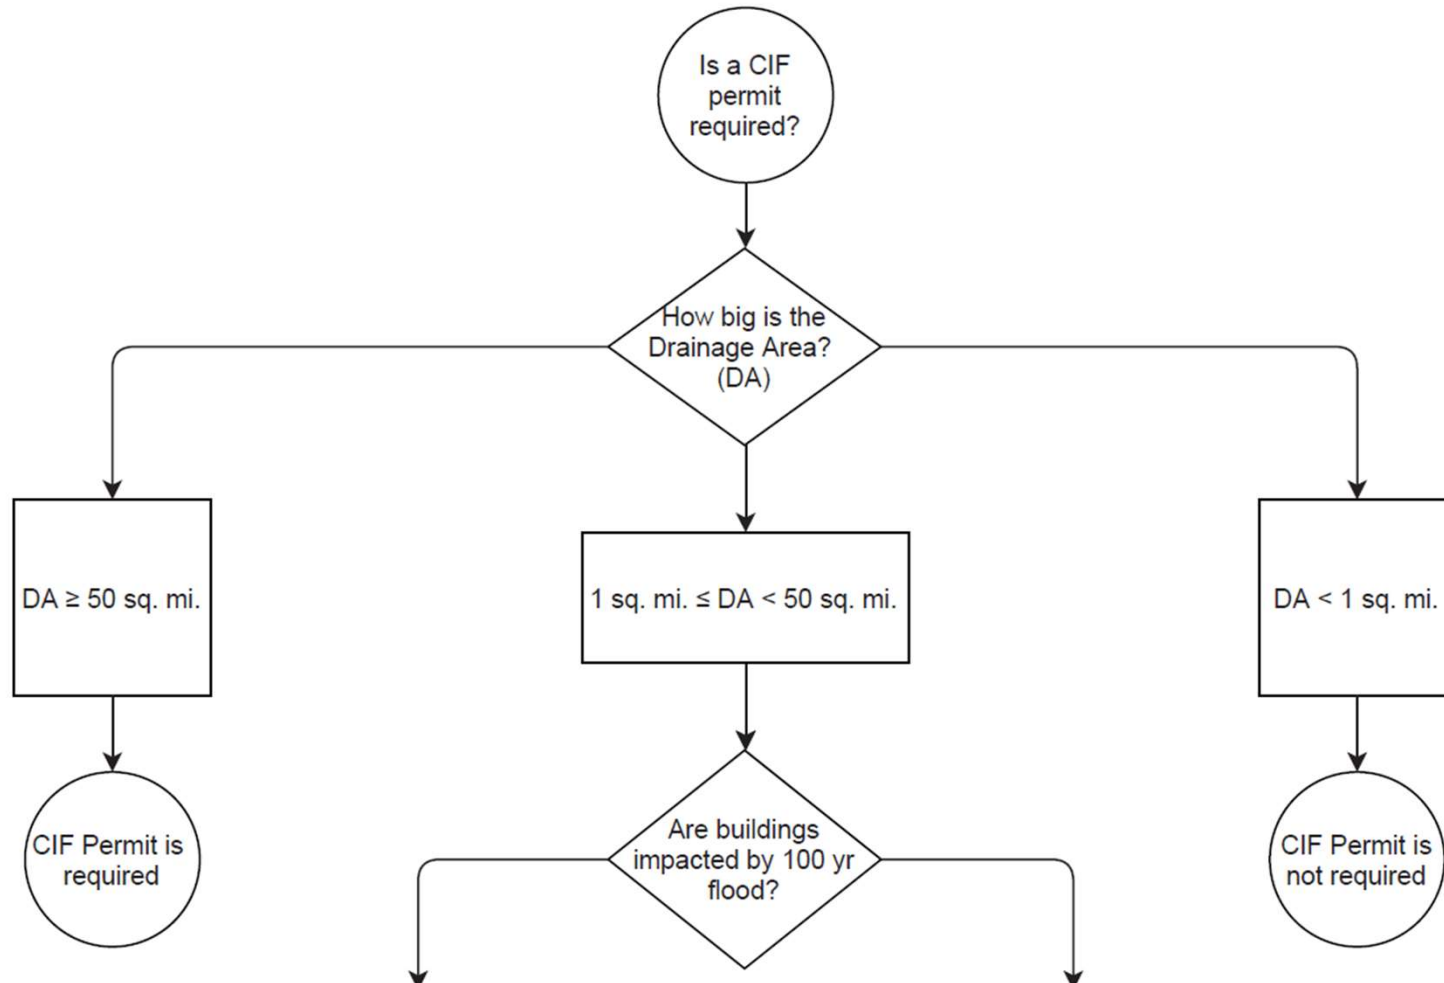 Is a CIF
permit
required?
How big is the
Drainage Area?
(DA)
DA ≥ 50 sq. mi.
1 sq. mi. ≤ DA < 50 sq. mi.
DA < 1 sq. mi.
CIF Permit is
required
Are buildings
impacted by 100 yr
flood?
CIF Permit is
not required